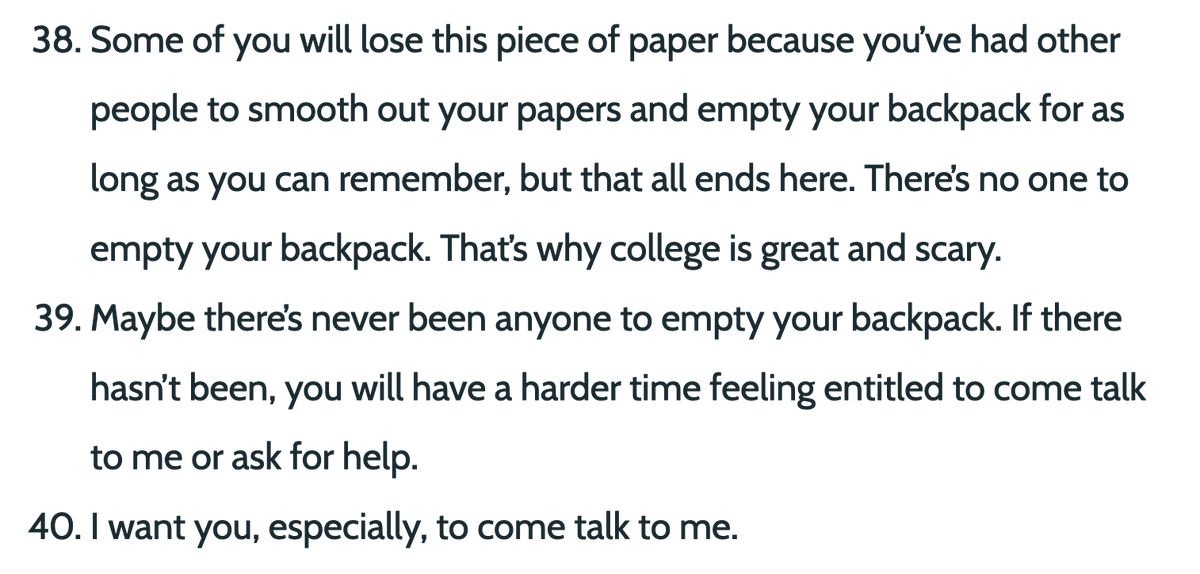 38. Some of you will lose this piece of paper because you've had other
people to smooth out your papers and empty your backpack for as
long as you can remember, but that all ends here. There's no one to
empty your backpack. That's why college is great and scary.
39. Maybe there's never been anyone to empty your backpack. If there
hasn't been, you will have a harder time feeling entitled to come talk
to me or ask for help.
40. I want you, especially, to come talk to me.